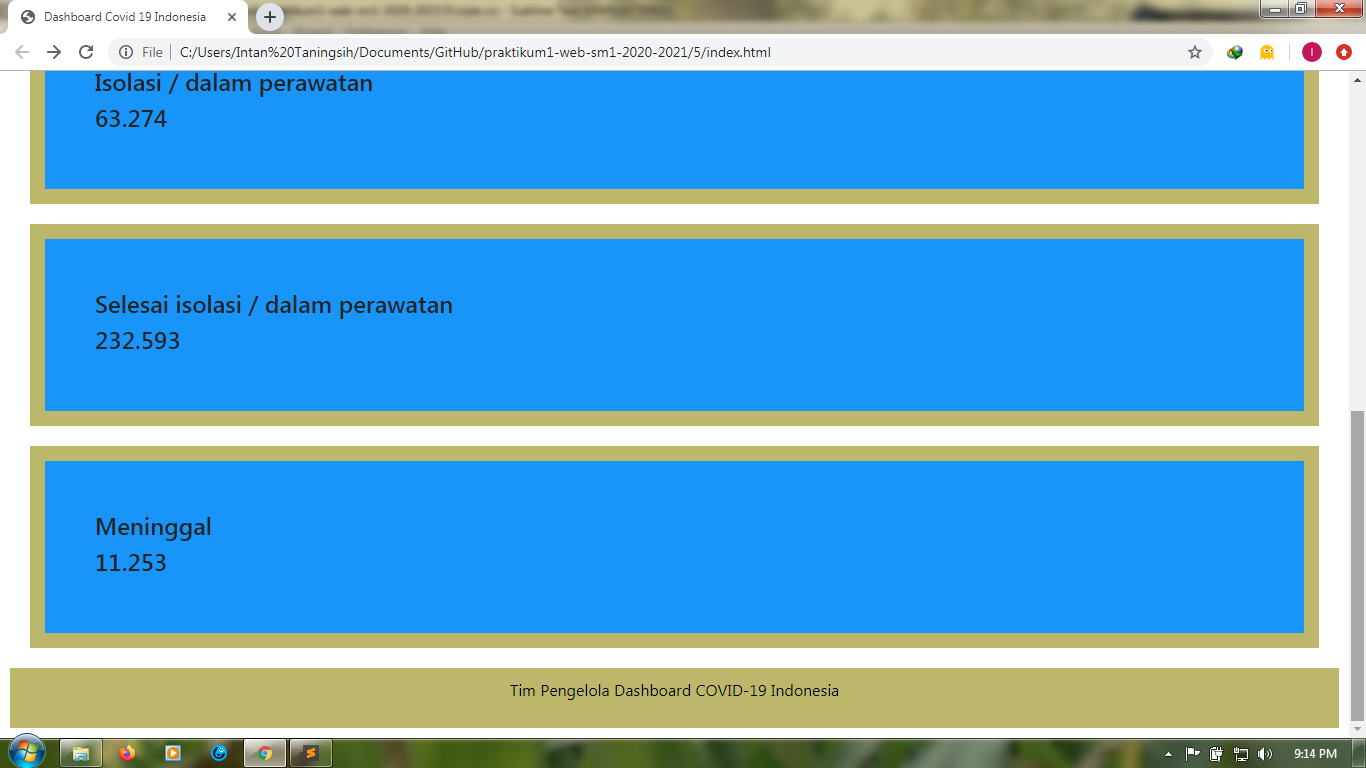 Dashboard Covid 19 Indonesia
File
C:/Users/Intan%20Taningsih/Documents/GitHub/praktikum1-web-sm1-2020-2021/5/index.html
I
Isolasi / dalam perawatan
63.274
Selesai isolasi / dalam perawatan
232.593
Meninggal
11.253
Tim Pengelola Dashboard COVID-19 Indonesia
9:14 PM